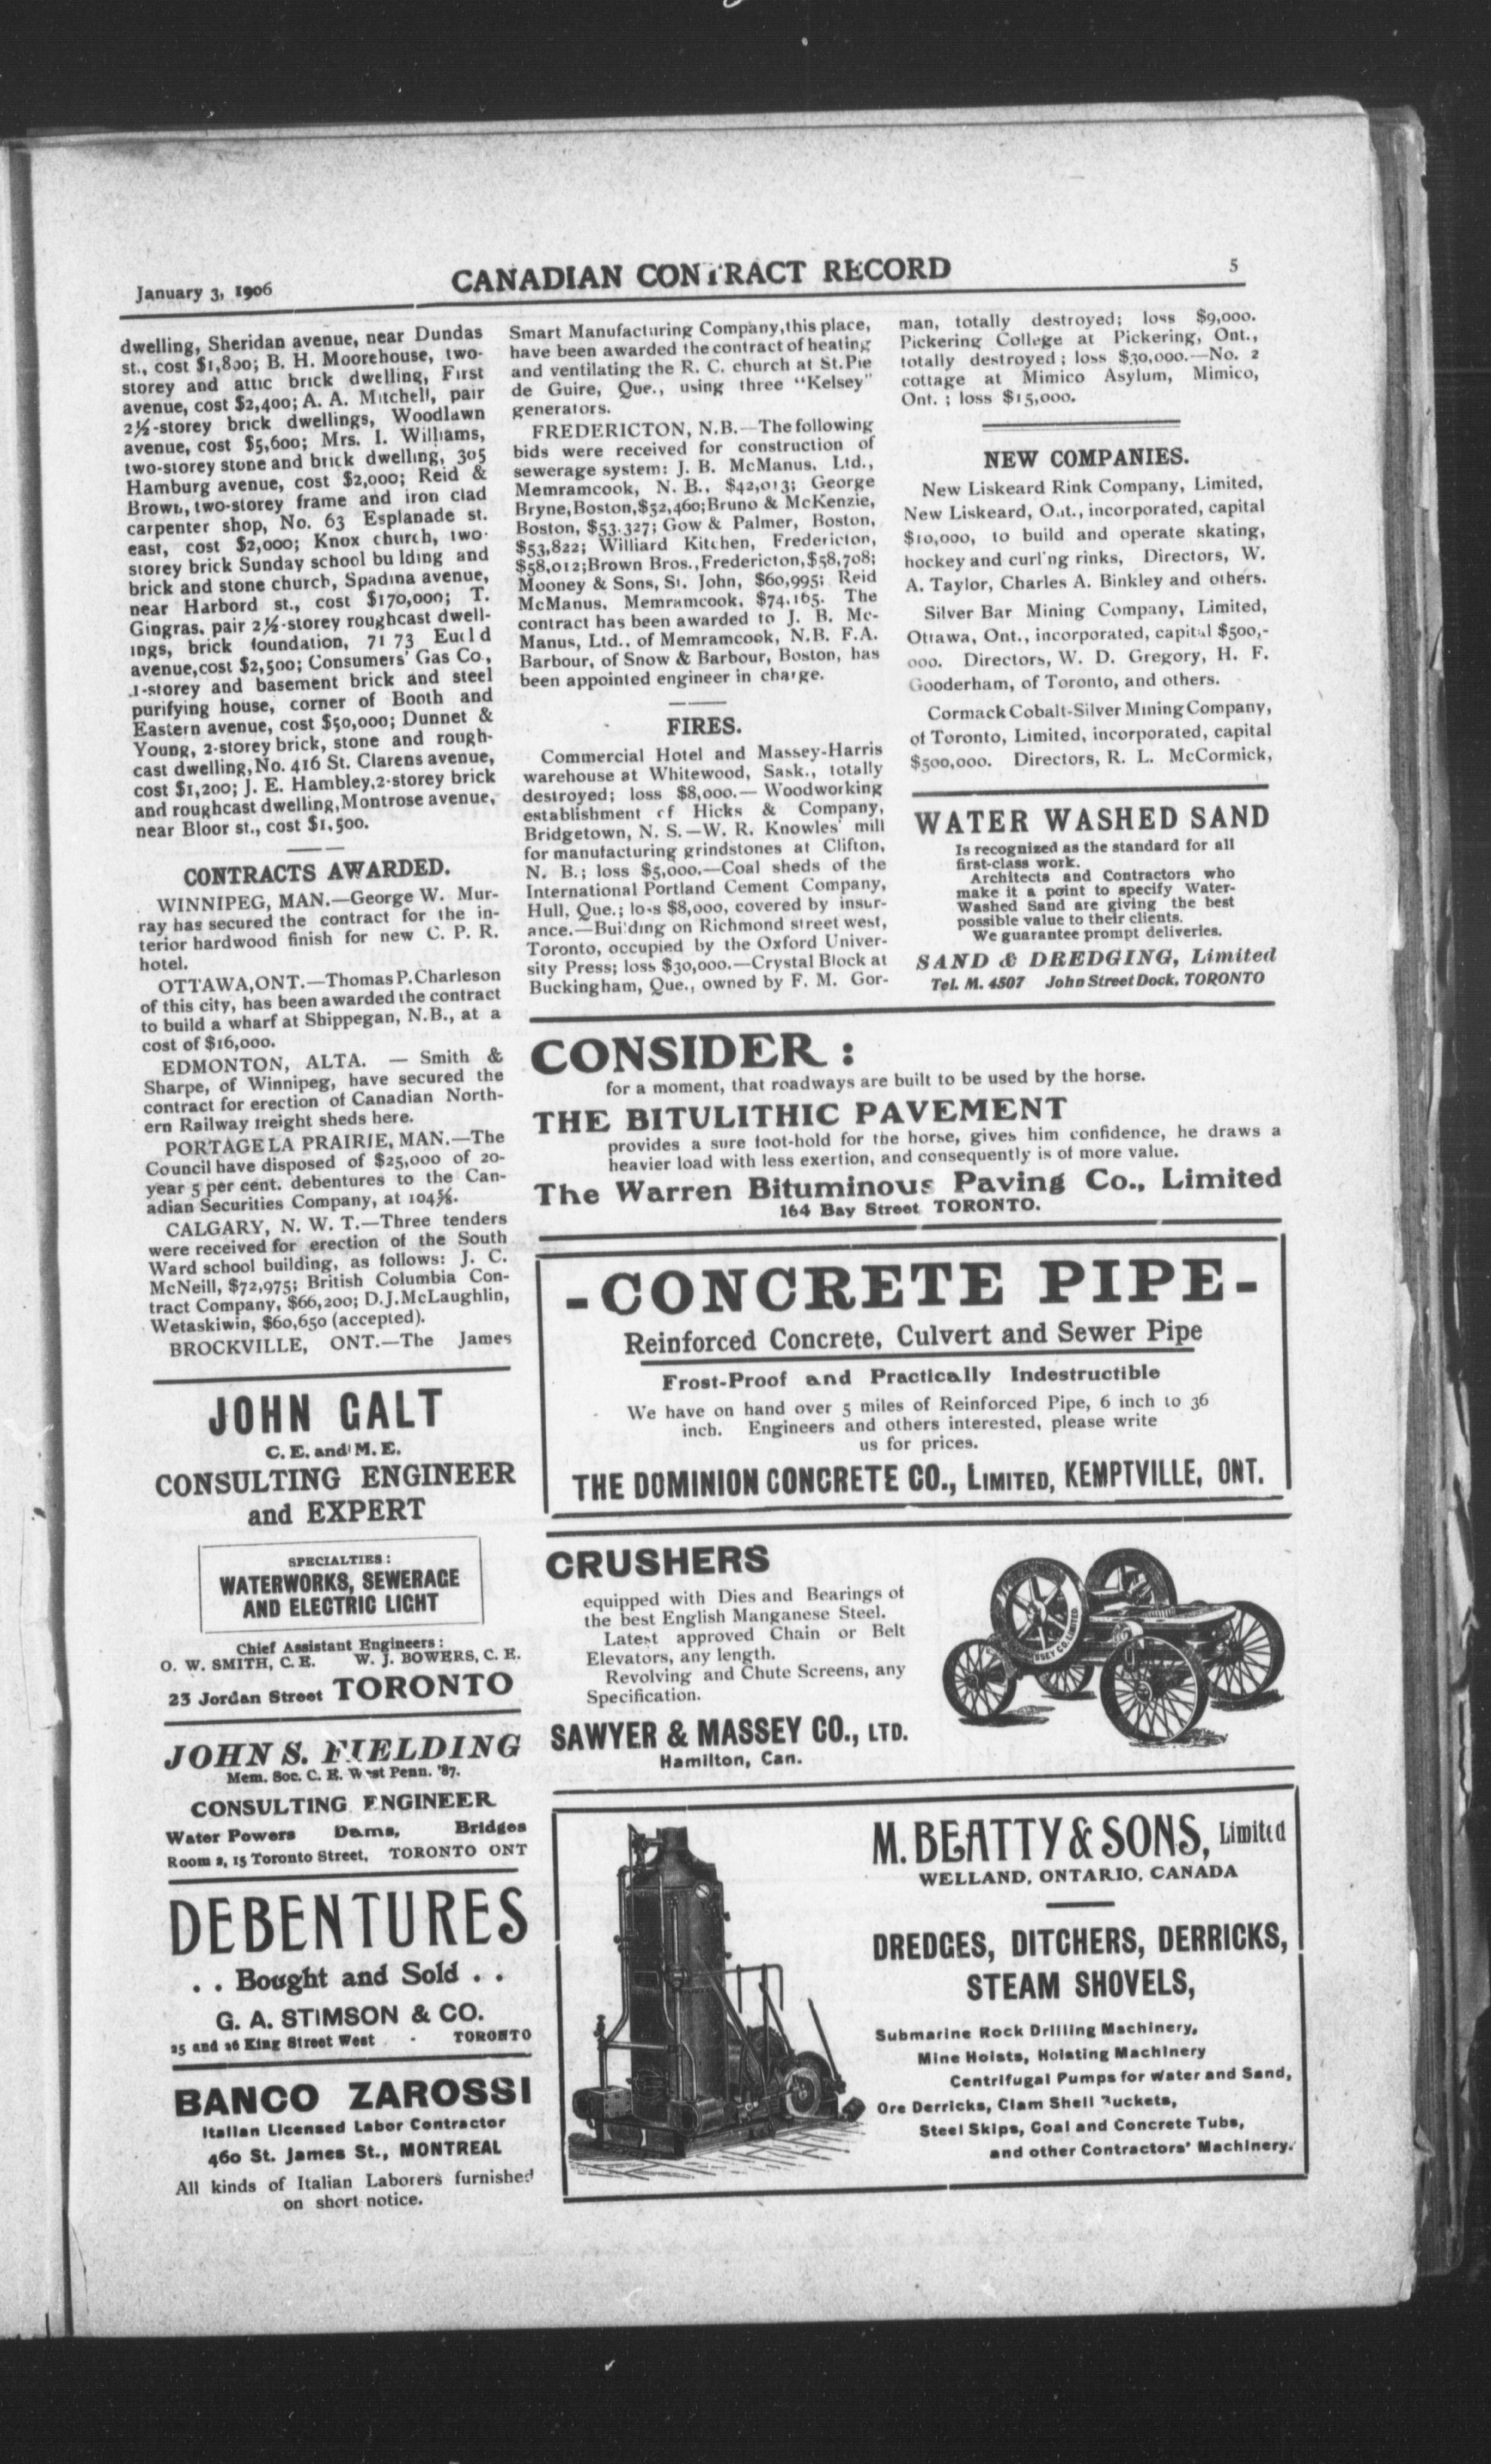 January 3, 1906
CANADIAN CONTRACT RECORD
5
dwelling, Sheridan avenue, near Dundas
st., cost $1,800; B. H. Moorehouse, two-
storey and attic brick dwelling, First
avenue, cost $2,400; A. A. Mitchell, pair
2½-storey brick dwellings, Woodlawn
avenue, cost $5,600; Mrs. I. Williams,
two-storey stone and brick dwelling, 305
Hamburg avenue, cost $2,000; Reid &
Brown, two-storey frame and iron clad
carpenter shop, No. 63 Esplanade st.
east, cost $2,000; Knox church, two-
storey brick Sunday school bu lding and
brick and stone church, Spadina avenue,
near Harbord st., cost $170,000; T.
Gingras, pair 2½-storey roughcast dwell-
ings, brick foundation, 71 73 Eucl d
avenue, cost $2,500; Consumers' Gas Co.,
1-storey and basement brick and steel
purifying house, corner of Booth and
Eastern avenue, cost $50,000; Dunnet &
Young, 2-storey brick, stone and rough-
cast dwelling, No. 416 St. Clarens avenue,
cost $1,200; J. E. Hambley, 2-storey brick
and roughcast dwelling, Montrose avenue,
near Bloor st., cost $1,500.
CONTRACTS AWARDED.
WINNIPEG, MAN.—George W. Mur-
ray has secured the contract for the in-
terior hardwood finish for new C. P. R.
hotel.
OTTAWA, ONT.—Thomas P. Charleson
of this city, has been awarded the contract
to build a wharf at Shippegan, N.B., at a
cost of $16,000.
EDMONTON, ALTA. — Smith &
Sharpe, of Winnipeg, have secured the
contract for erection of Canadian North-
ern Railway freight sheds here.
PORTAGE LA PRAIRIE, MAN.—The
Council have disposed of $25,000 of 20-
year 5 per cent. debentures to the Can-
adian Securities Company, at 104⅝.
CALGARY, N. W. T.—Three tenders
were received for erection of the South
Ward school building, as follows: J. C.
McNeill, $72,975; British Columbia Con-
tract Company, $66,200; D. J. McLaughlin,
Wetaskiwin, $60,650 (accepted).
BROCKVILLE, ONT.—The James
Smart Manufacturing Company, this place,
have been awarded the contract of heating
and ventilating the R. C. church at St. Pie
de Guire, Que., using three "Kelsey"
generators.
FREDERICTON, N.B.—The following
bids were received for construction of
sewerage system: J. B. McManus, Ltd.,
Memramcook, N. B., $42,013; George
Bryne, Boston, $52,460; Bruno & McKenzie,
Boston, $53,327; Gow & Palmer, Boston,
$53,822; Williard Kitchen, Fredericton,
$58,012; Brown Bros., Fredericton, $58,708;
Mooney & Sons, St. John, $60,995; Reid
McManus, Memramcook, $74,165. The
contract has been awarded to J. B. Mc-
Manus, Ltd., of Memramcook, N.B. F.A.
Barbour, of Snow & Barbour, Boston, has
been appointed engineer in charge.
FIRES.
Commercial Hotel and Massey-Harris
warehouse at Whitewood, Sask., totally
destroyed; loss $8,000.— Woodworking
establishment of Hicks & Company,
Bridgetown, N. S.—W. R. Knowles' mill
for manufacturing grindstones at Clifton,
N. B.; loss $5,000.—Coal sheds of the
International Portland Cement Company,
Hull, Que.; loss $8,000, covered by insur-
ance.—Building on Richmond street west,
Toronto, occupied by the Oxford Univer-
sity Press; loss $30,000.—Crystal Block at
Buckingham, Que., owned by F. M. Gor-
man, totally destroyed; loss $9,000.
Pickering College at Pickering, Ont.,
totally destroyed; loss $30,000.—No. 2
cottage at Mimico Asylum, Mimico,
Ont.; loss $15,000.
NEW COMPANIES.
New Liskeard Rink Company, Limited,
New Liskeard, Ont., incorporated, capital
$10,000, to build and operate skating,
hockey and curl'ng rinks, Directors, W.
A. Taylor, Charles A. Binkley and others.
Silver Bar Mining Company, Limited,
Ottawa, Ont., incorporated, capital $500,-
000. Directors, W. D. Gregory, H. F.
Gooderham, of Toronto, and others.
Cormack Cobalt-Silver Mining Company,
of Toronto, Limited, incorporated, capital
$500,000. Directors, R. L. McCormick,
WATER WASHED SAND
Is recognized as the standard for all
first-class work.
Architects and Contractors who
make it a point to specify Water-
Washed Sand are giving the best
possible value to their clients.
We guarantee prompt deliveries.
SAND & DREDGING, Limited
Tel. M. 4507 John Street Dock, TORONTO
CONSIDER :
for a moment, that roadways are built to be used by the horse.
THE BITULITHIC PAVEMENT
provides a sure foot-hold for the horse, gives him confidence, he draws a
heavier load with less exertion, and consequently is of more value.
The Warren Bituminous Paving Co., Limited
164 Bay Street TORONTO.
-CONCRETE PIPE-
Reinforced Concrete, Culvert and Sewer Pipe
Frost-Proof and Practically Indestructible
We have on hand over 5 miles of Reinforced Pipe, 6 inch to 36
inch. Engineers and others interested, please write
us for prices.
THE DOMINION CONCRETE CO., LIMITED, KEMPTVILLE, ONT.
CRUSHERS
equipped with Dies and Bearings of
the best English Manganese Steel.
Latest approved Chain or Belt
Elevators, any length.
Revolving and Chute Screens, any
Specification.
SAWYER & MASSEY CO., LTD.
Hamilton, Can.
M. BEATTY & SONS, Limited
WELLAND, ONTARIO, CANADA
DREDGES, DITCHERS, DERRICKS,
STEAM SHOVELS,
Submarine Rock Drilling Machinery,
Mine Hoists, Hoisting Machinery
Centrifugal Pumps for Water and Sand,
Ore Derricks, Clam Shell Buckets,
Steel Skips, Coal and Concrete Tubs,
and other Contractors' Machinery.
JOHN GALT
C. E. and M. E.
CONSULTING ENGINEER
and EXPERT
SPECIALTIES:
WATERWORKS, SEWERAGE
AND ELECTRIC LIGHT
Chief Assistant Engineers:
O. W. SMITH, C. E. W. J. BOWERS, C. E.
23 Jordan Street TORONTO
JOHN S. FIELDING
Mem. Soc. C. E. West Penn. '87.
CONSULTING ENGINEER
Water Powers Dams, Bridges
Room 2, 15 Toronto Street, TORONTO ONT
DEBENTURES
. . Bought and Sold . .
G. A. STIMSON & CO.
25 and 26 King Street West - TORONTO
BANCO ZAROSSI
Italian Licensed Labor Contractor
460 St. James St., MONTREAL
All kinds of Italian Laborers furnished
on short notice.